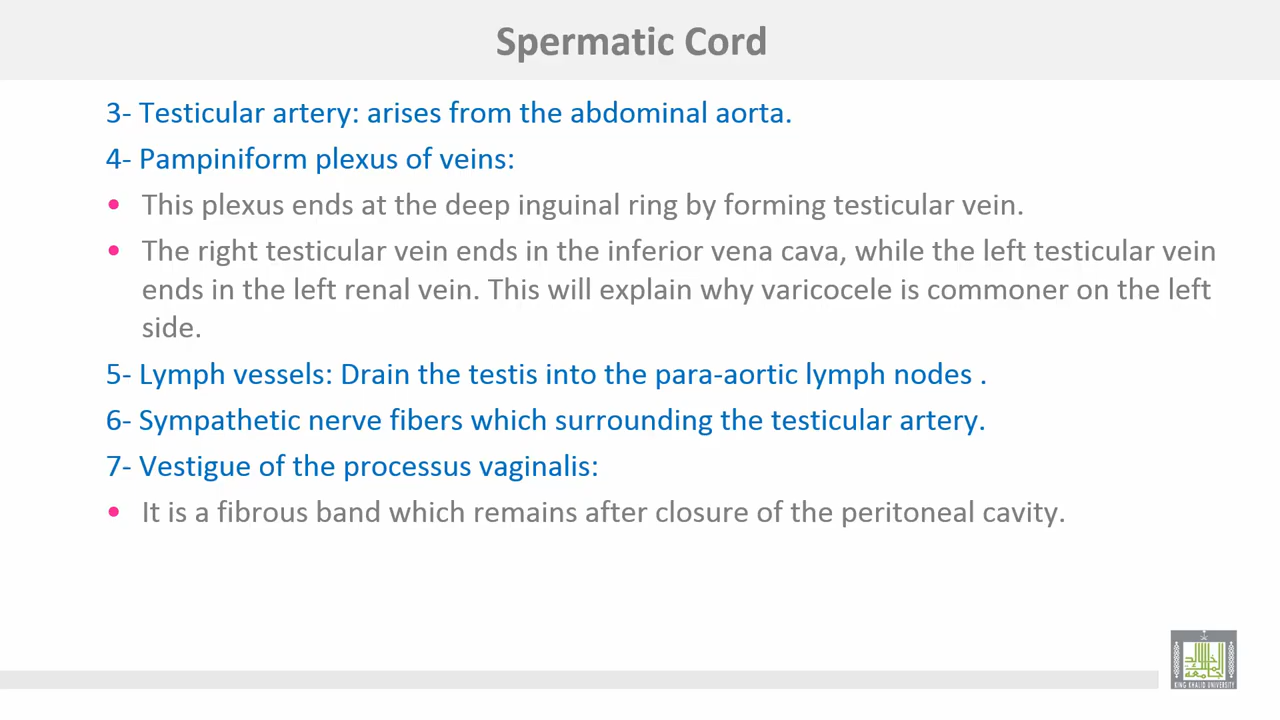 Spermatic Cord
3- Testicular artery: arises from the abdominal aorta.
4- Pampiniform plexus of veins:
• This plexus ends at the deep inguinal ring by forming testicular vein.
• The right testicular vein ends in the inferior vena cava, while the left testicular vein
ends in the left renal vein. This will explain why varicocele is commoner on the left
side.
5- Lymph vessels: Drain the testis into the para-aortic lymph nodes .
6- Sympathetic nerve fibers which surrounding the testicular artery.
7- Vestigue of the processus vaginalis:
• It is a fibrous band which remains after closure of the peritoneal cavity.
KING KHALID UNIVERSITY